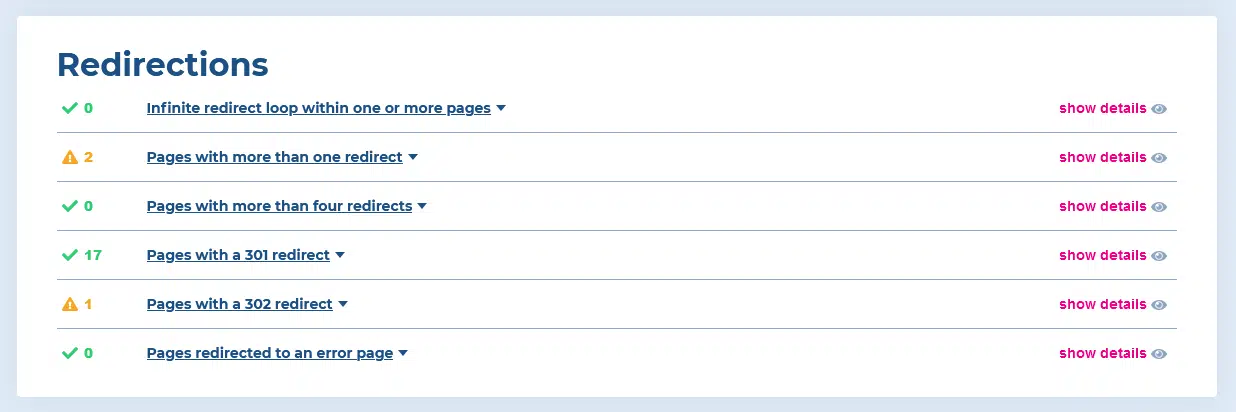 Redirections
0 Infinite redirect loop within one or more pages show details
2 Pages with more than one redirect show details
0 Pages with more than four redirects show details
17 Pages with a 301 redirect show details
1 Pages with a 302 redirect show details
0 Pages redirected to an error page show details